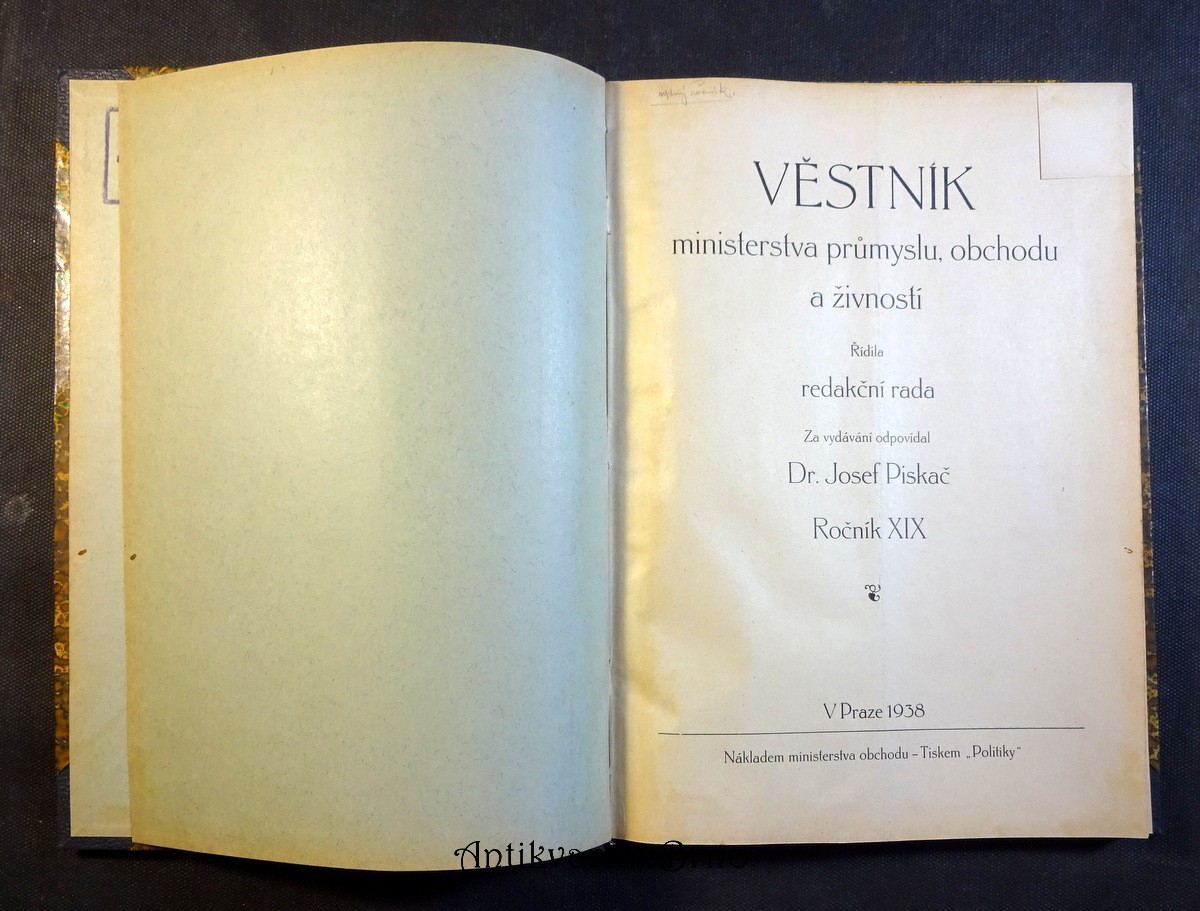 VĚSTNÍK
ministerstva průmyslu, obchodu
a živností
Řídila
redakční rada
Za vydávání odpovídal
Dr. Josef Piskač
Ročník XIX
V Praze 1938
Nákladem ministerstva obchodu – Tiskem „Politiky“